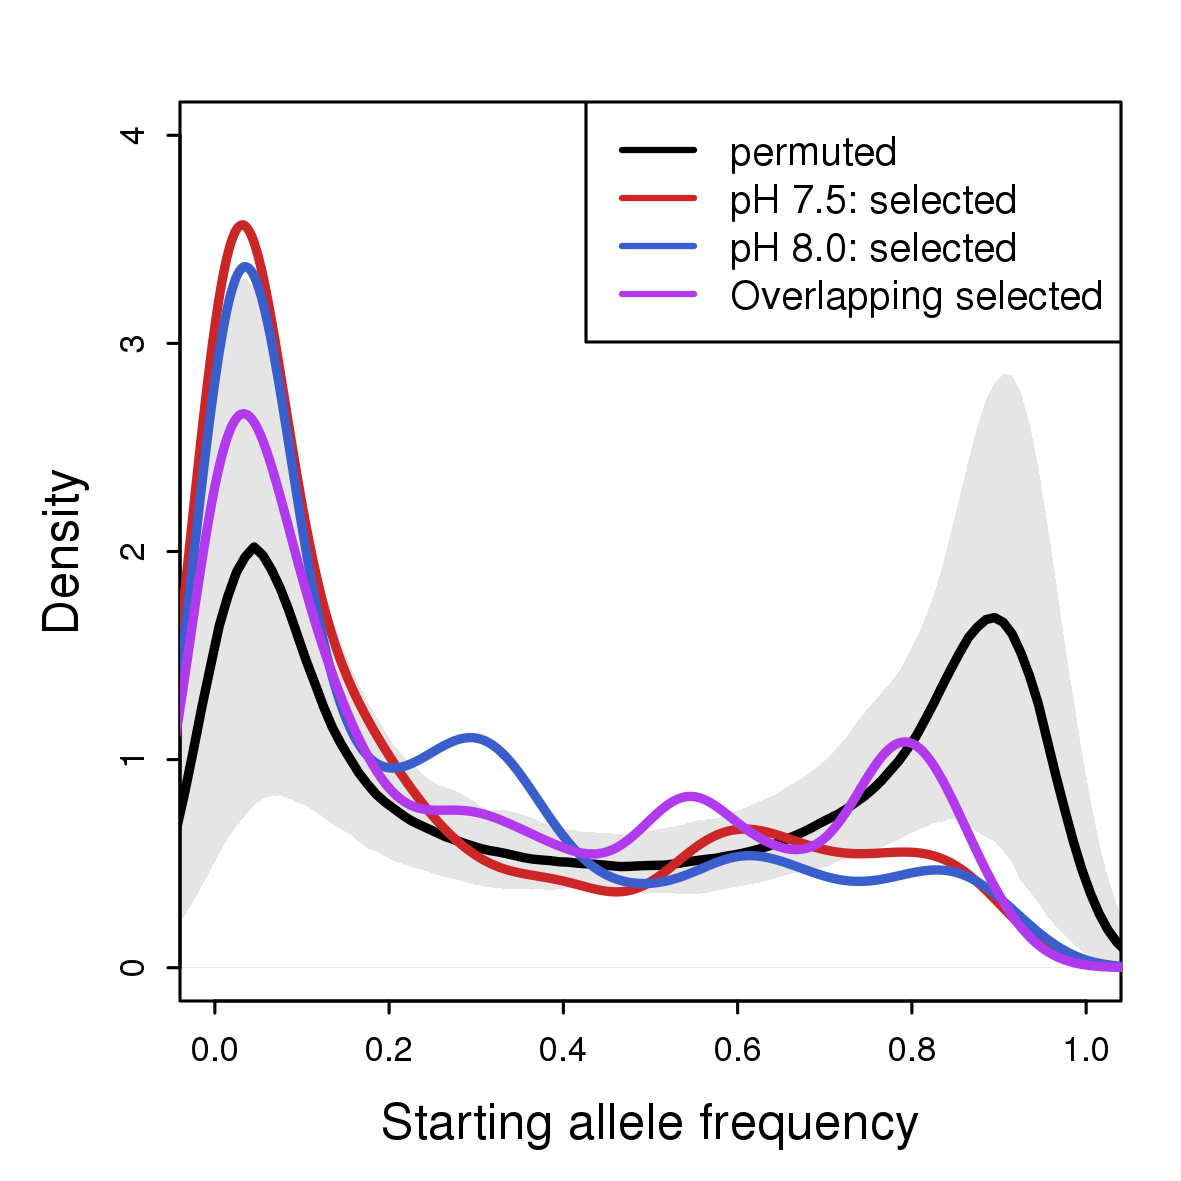 permuted
pH 7.5: selected
pH 8.0: selected
Overlapping selected
4
3
2
1
0
Density
0.0 0.2 0.4 0.6 0.8 1.0
Starting allele frequency